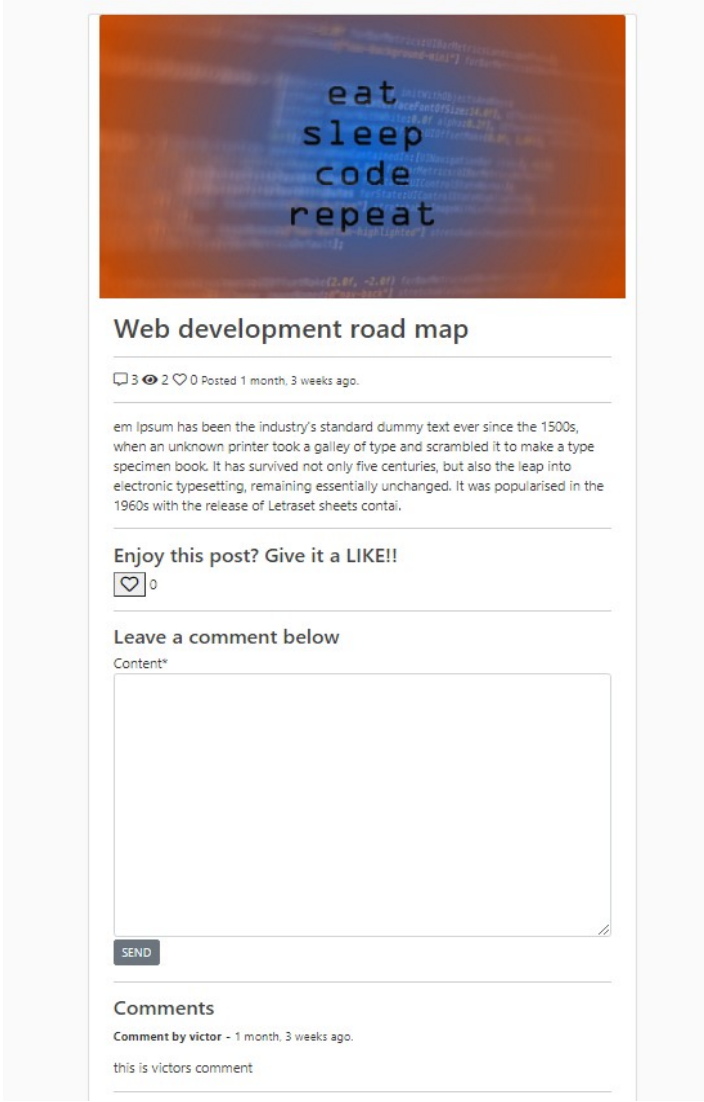 eat
sleep
code
repeat
Web development road map
3 2 0 Posted 1 month, 3 weeks ago.
em Ipsum has been the industry's standard dummy text ever since the 1500s,
when an unknown printer took a galley of type and scrambled it to make a type
specimen book. It has survived not only five centuries, but also the leap into
electronic typesetting, remaining essentially unchanged. It was popularised in the
1960s with the release of Letraset sheets contai.
Enjoy this post? Give it a LIKE!!
0
Leave a comment below
Content*
SEND
Comments
Comment by victor - 1 month, 3 weeks ago.
this is victors comment